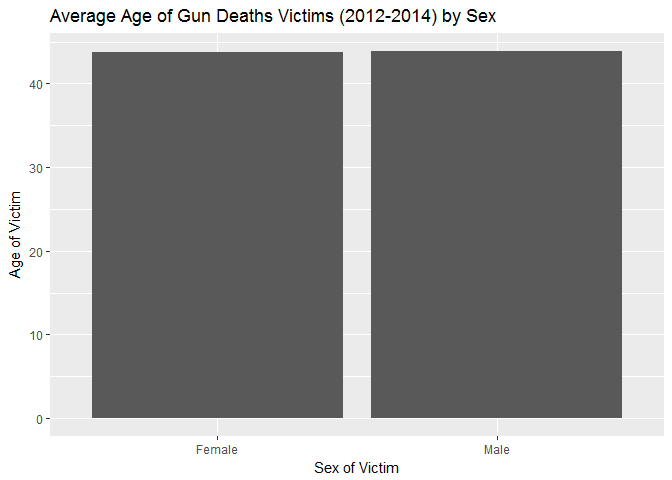 Average Age of Gun Deaths Victims (2012-2014) by Sex
40
30
20
10
0
Age of Victim
Female Male
Sex of Victim